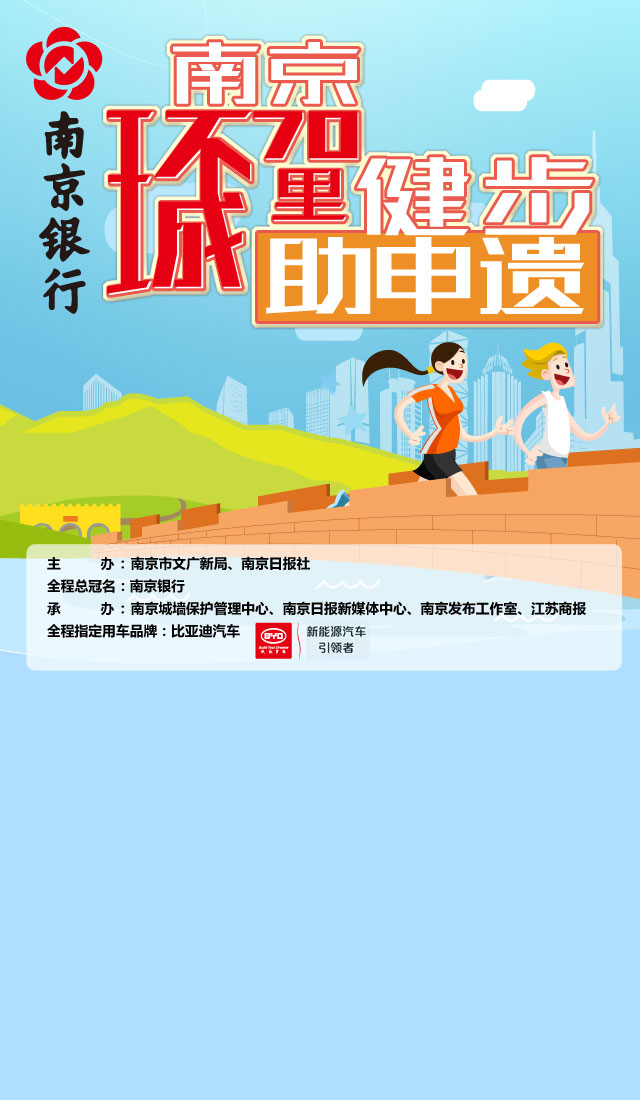 南京银行
南京
环城
70里
健步
助申遗
主办：南京市文广新局、南京日报社
全程总冠名：南京银行
承办：南京城墙保护管理中心、南京日报新媒体中心、南京发布工作室、江苏商报
全程指定用车品牌：比亚迪汽车
BYD
Build Your Dreams
新能源汽车
引领者